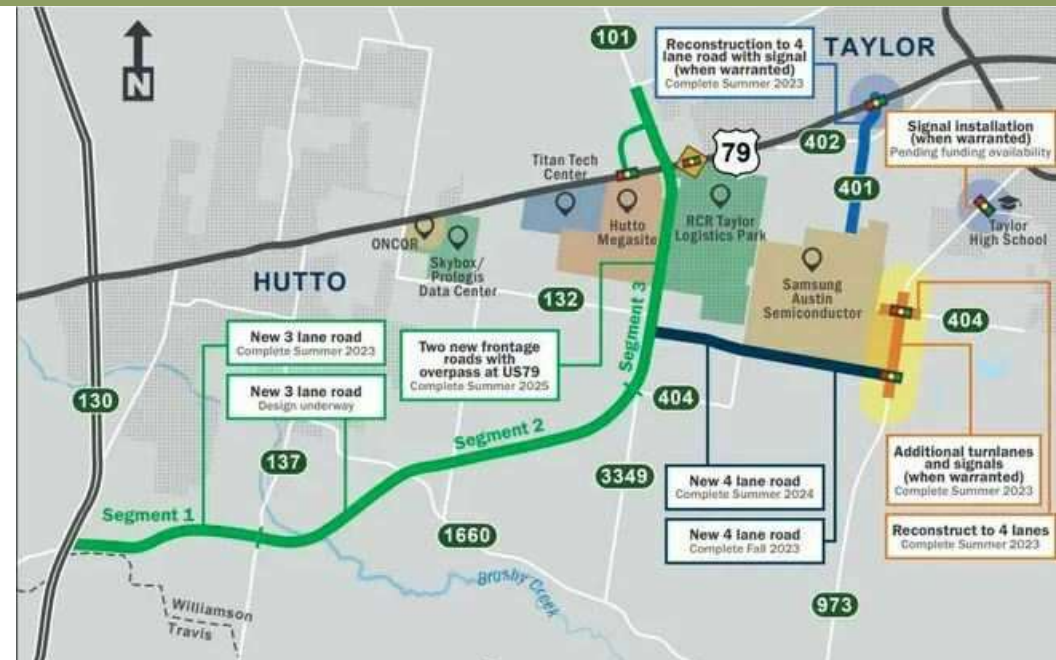 N
101
Reconstruction to 4
lane road with signal
(when warranted)
Complete Summer 2023
TAYLOR
402
Signal installation
(when warranted)
Pending funding availability
79
Titan Tech
Center
401
Taylor
High School
Hutto
Megasite
RCR Taylor
Logistics Park
ONCOR
Skybox/
Prologis
Data Center
HUTTO
132
Samsung
Austin
Semiconductor
404
Segment 3
New 3 lane road
Complete Summer 2023
New 3 lane road
Design underway
Two new frontage
roads with
overpass at US79
Complete Summer 2025
130
404
137
Segment 2
3349
New 4 lane road
Complete Summer 2024
New 4 lane road
Complete Fall 2023
Additional turnlanes
and signals
(when warranted)
Complete Summer 2023
Reconstruct to 4 lanes
Complete Summer 2023
Segment 1
1660
Brusby Creek
973
Williamson
Travis